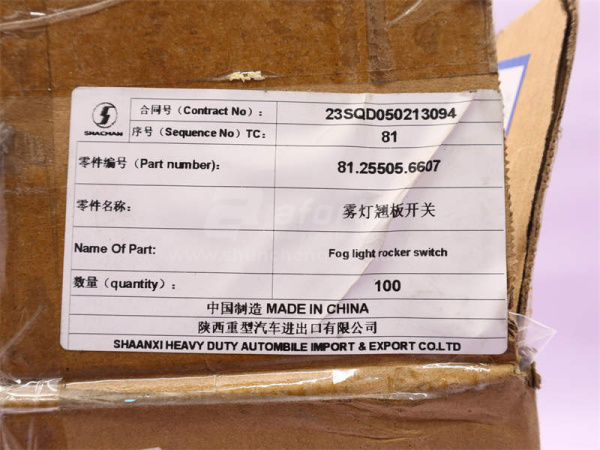 SHACMAN
合同号（Contract No）： 23SQD050213094
序号（Sequence No）TC： 81
零件编号（Part number): 81.25505.6607
零件名称： 雾灯翘板开关
Name Of Part: Fog light rocker switch
数量（quantity）： 100
中国制造 MADE IN CHINA
陕西重型汽车进出口有限公司
SHAANXI HEAVY DUTY AUTOMBILE IMPORT & EXPORT CO.LTD